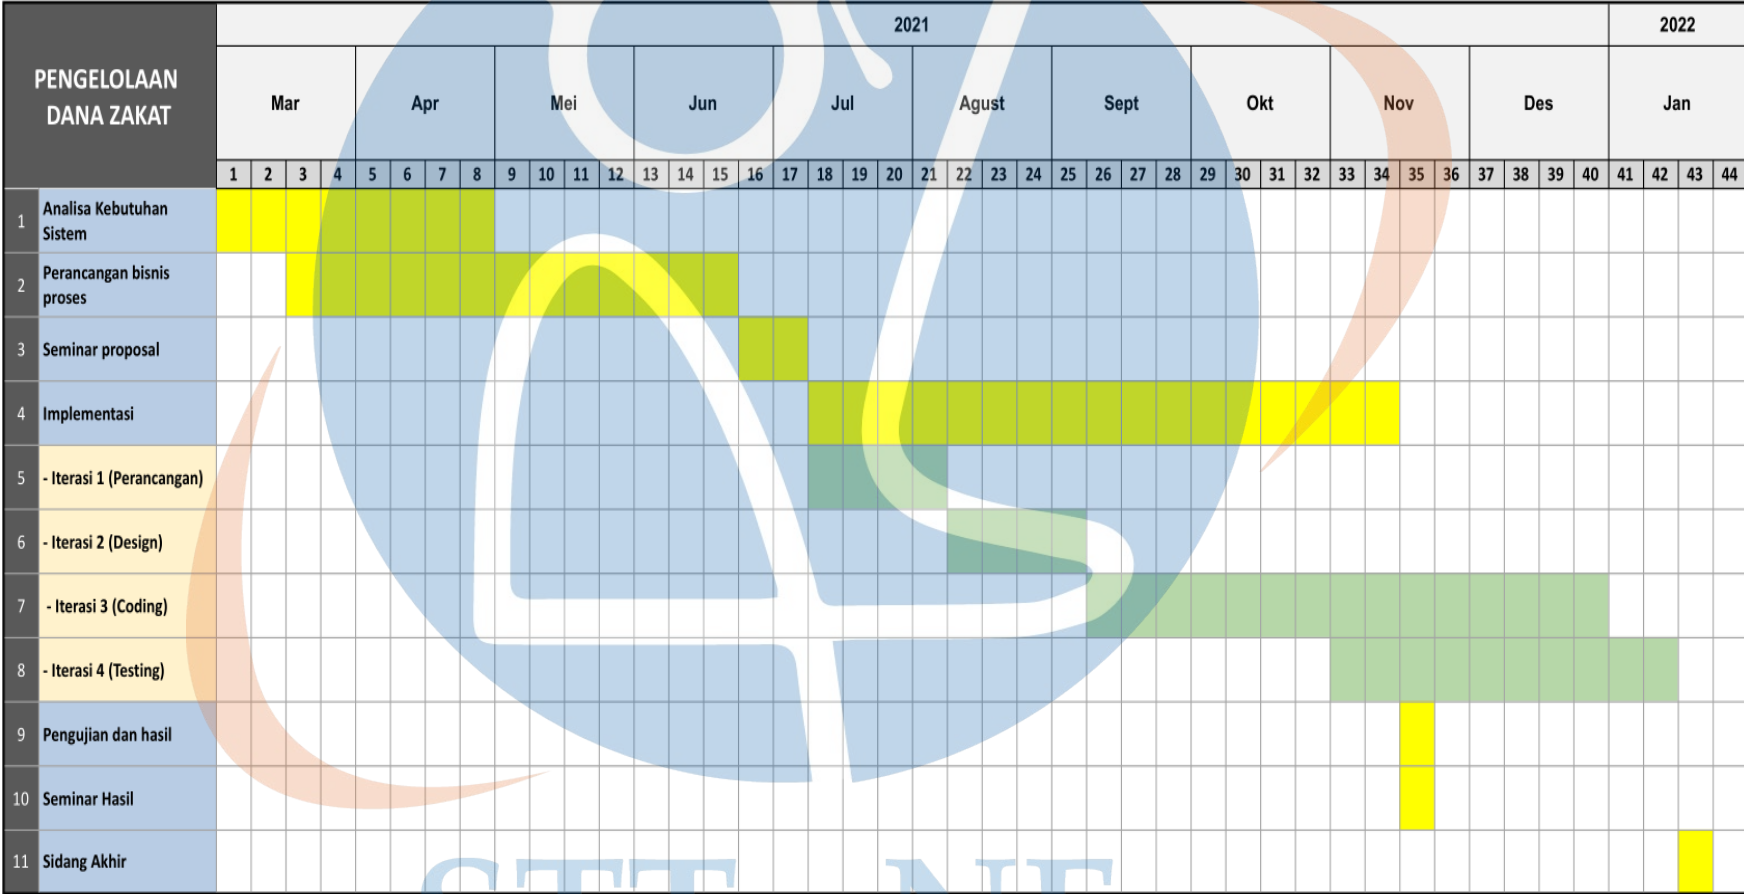 PENGELOLAAN
DANA ZAKAT
2021 2022
Mar Apr Mei Jun Jul Agust Sept Okt Nov Des Jan
1 2 3 4 5 6 7 8 9 10 11 12 13 14 15 16 17 18 19 20 21 22 23 24 25 26 27 28 29 30 31 32 33 34 35 36 37 38 39 40 41 42 43 44
1 Analisa Kebutuhan
Sistem
2 Perancangan bisnis
proses
3 Seminar proposal
4 Implementasi
5 - Iterasi 1 (Perancangan)
6 - Iterasi 2 (Design)
7 - Iterasi 3 (Coding)
8 - Iterasi 4 (Testing)
9 Pengujian dan hasil
10 Seminar Hasil
11 Sidang Akhir
STT - NF